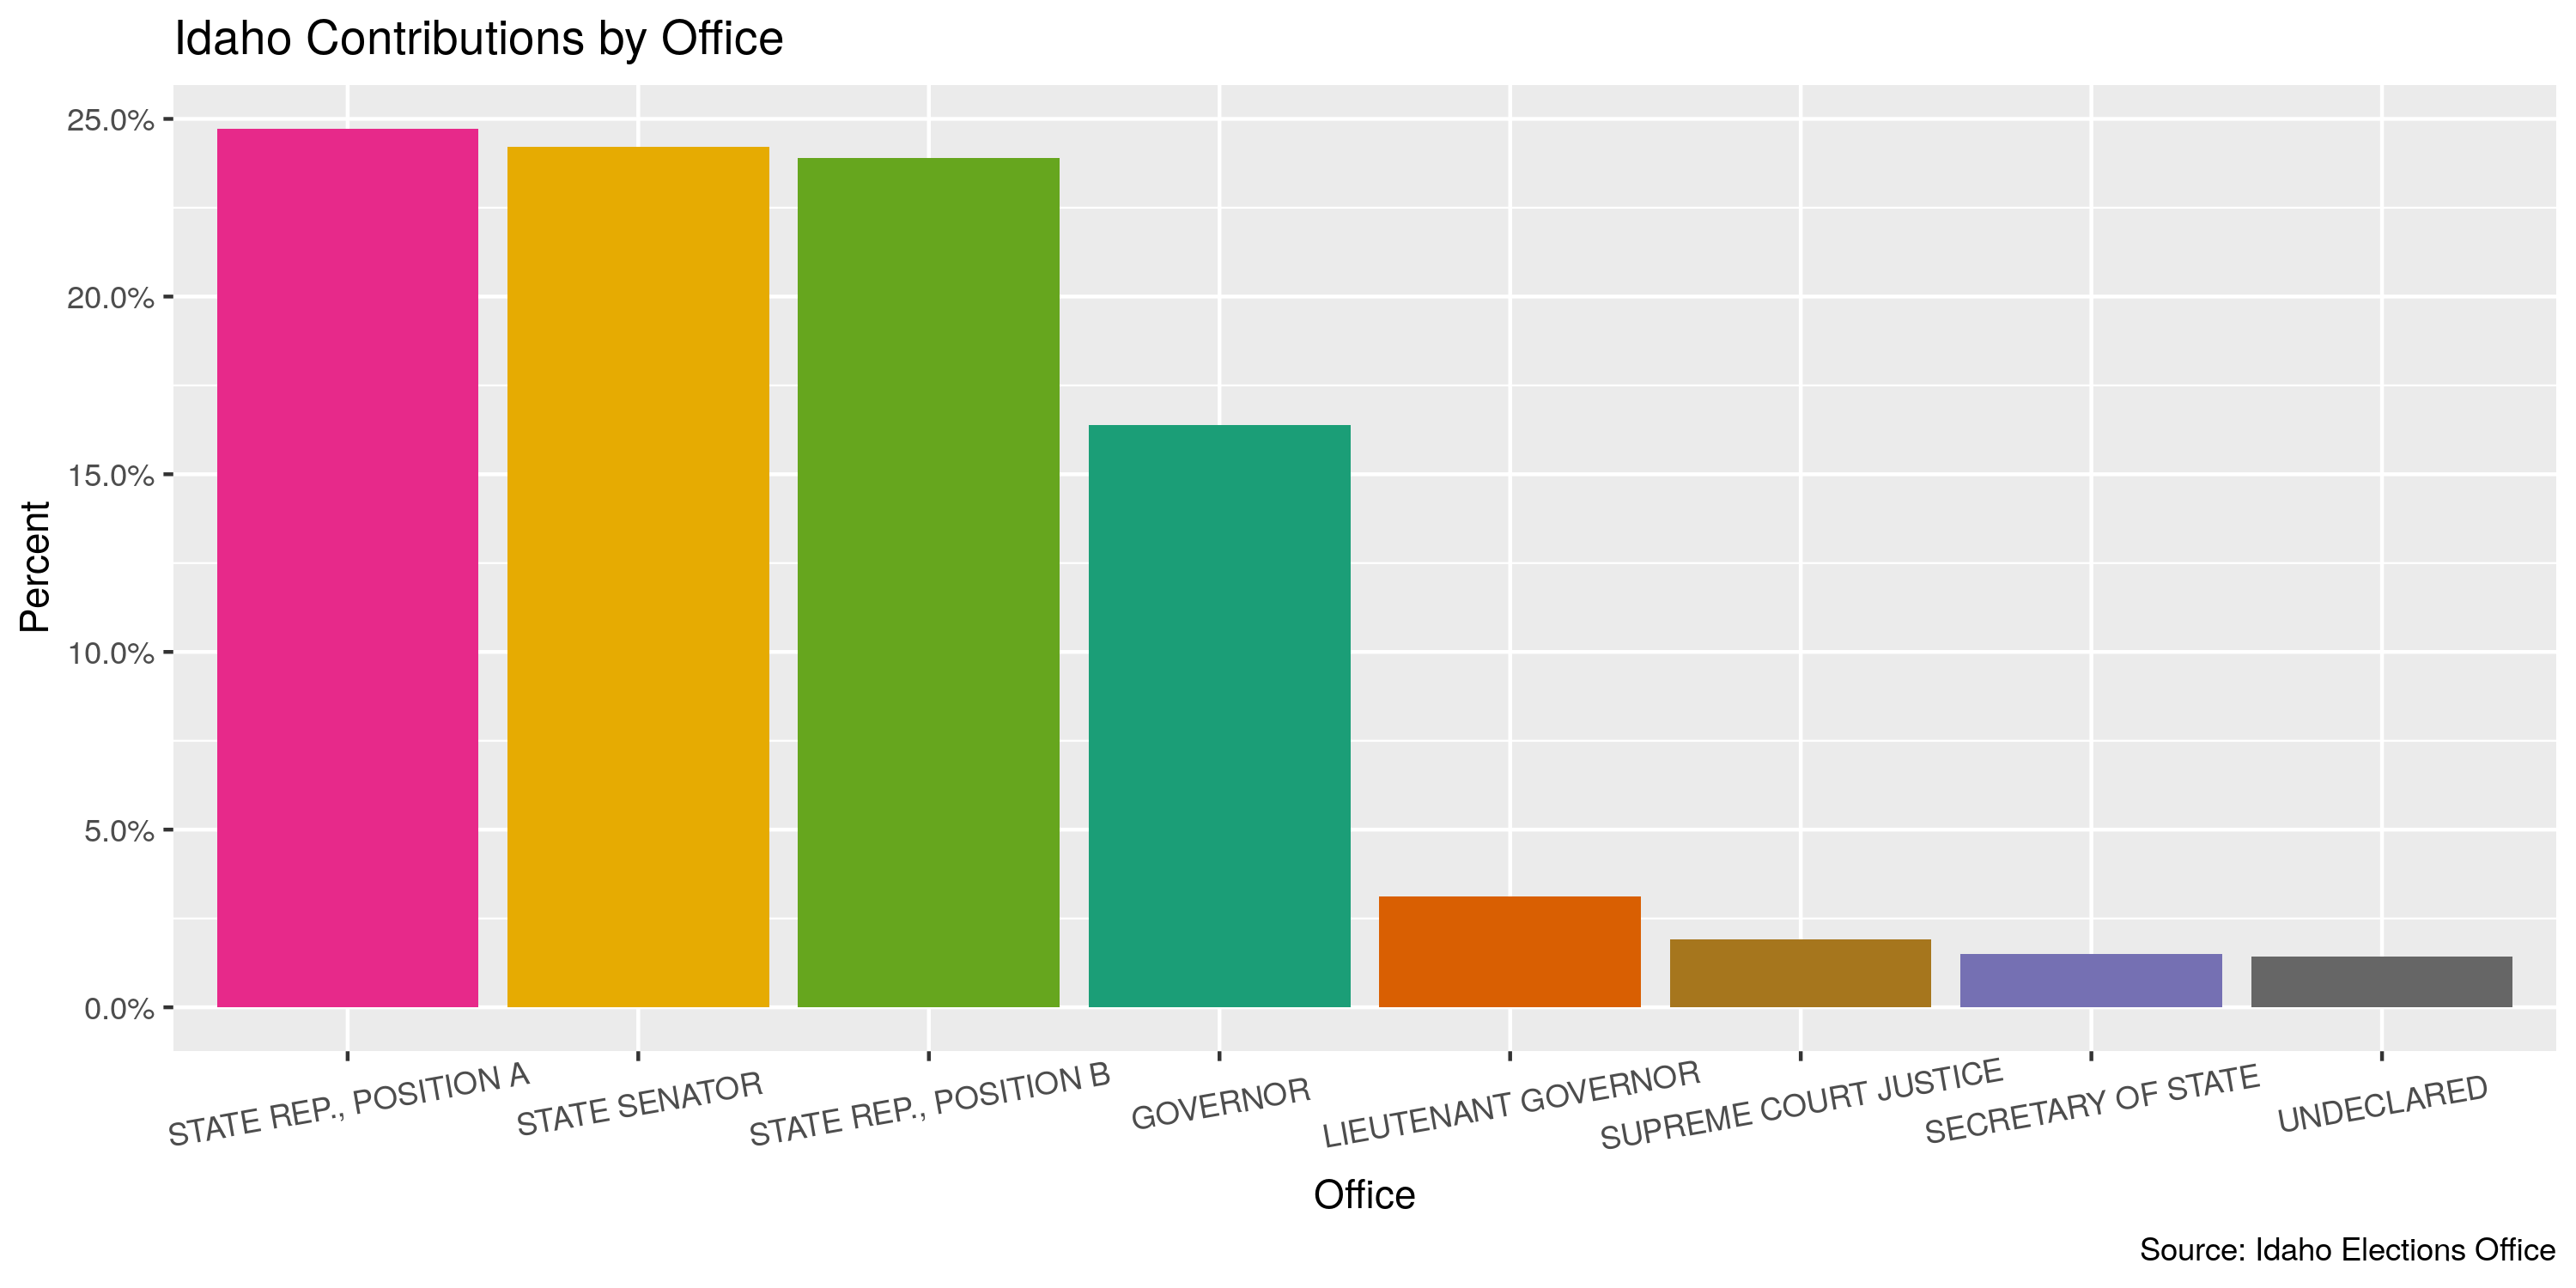 Idaho Contributions by Office
25.0%
20.0%
15.0%
10.0%
5.0%
0.0%
Percent
STATE REP., POSITION A
STATE SENATOR
STATE REP., POSITION B
GOVERNOR
LIEUTENANT GOVERNOR
SUPREME COURT JUSTICE
SECRETARY OF STATE
UNDECLARED
Office
Source: Idaho Elections Office